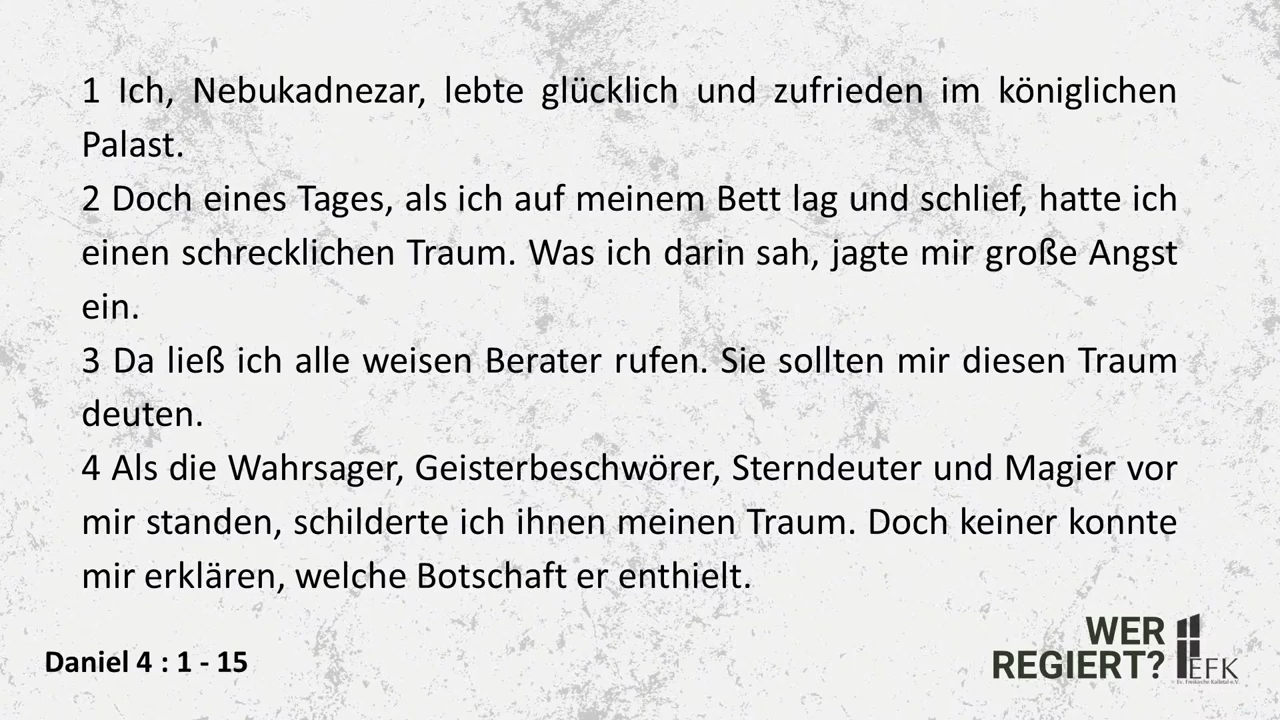 1 Ich, Nebukadnezar, lebte glücklich und zufrieden im königlichen
Palast.
2 Doch eines Tages, als ich auf meinem Bett lag und schlief, hatte ich
einen schrecklichen Traum. Was ich darin sah, jagte mir große Angst
ein.
3 Da ließ ich alle weisen Berater rufen. Sie sollten mir diesen Traum
deuten.
4 Als die Wahrsager, Geisterbeschwörer, Sterndeuter und Magier vor
mir standen, schilderte ich ihnen meinen Traum. Doch keiner konnte
mir erklären, welche Botschaft er enthielt.
Daniel 4 : 1 - 15
WER
REGIERT?
EFK
Ev. Freikirche Kalletal e.V.